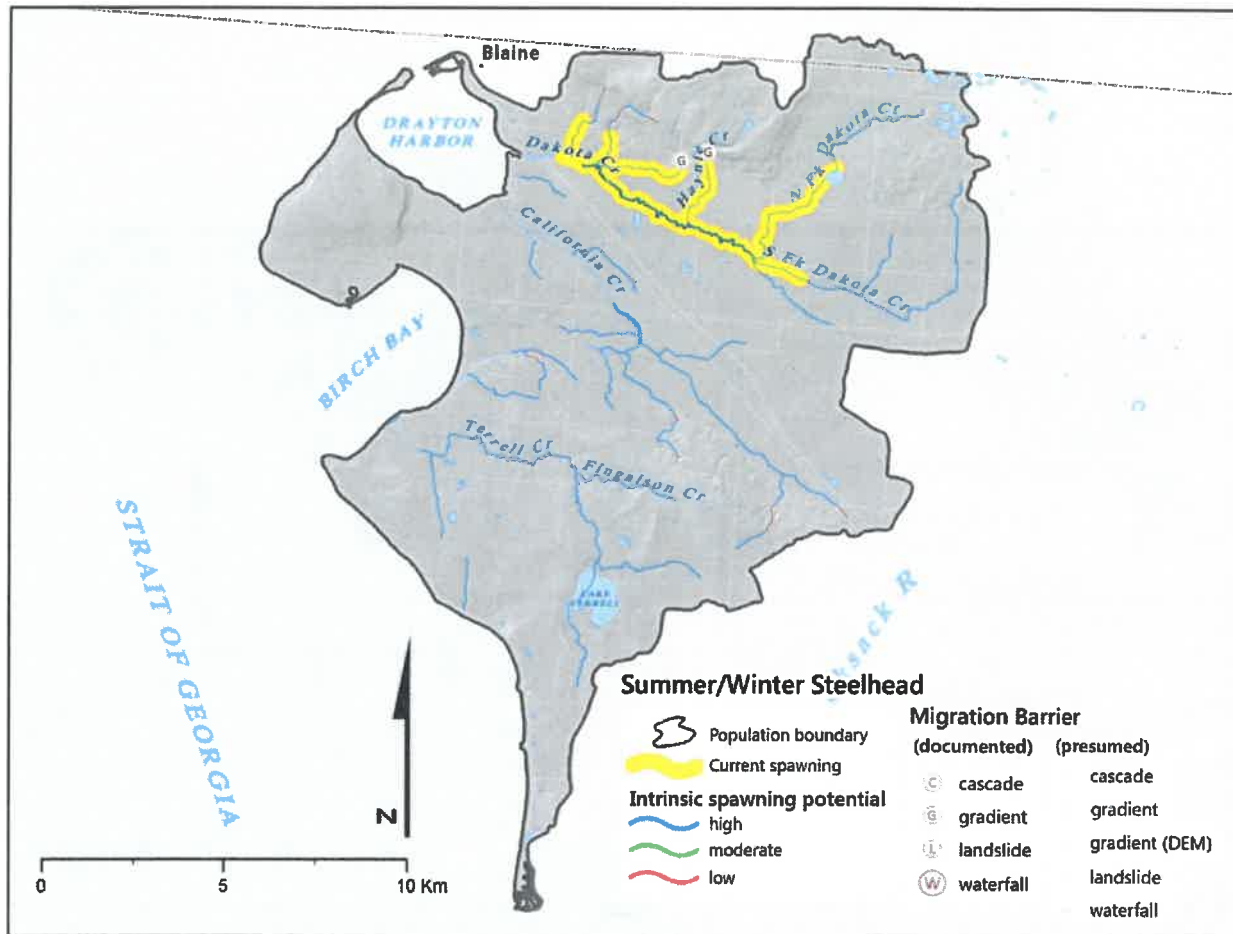 Blaine
DRAYTON
HARBOR
Dakota Cr
G
G
Haynie Cr
N Fk Dakota Cr
California Cr
S Fk Dakota Cr
BIRCH BAY
Terrell Cr
Fingalson Cr
STRAIT OF GEORGIA
LAKE
TERRELL
ksack R
N
0 5 10 Km
Summer/Winter Steelhead
Population boundary
Current spawning
Intrinsic spawning potential
high
moderate
low
Migration Barrier
(documented) (presumed)
C cascade cascade
G gradient gradient
gradient (DEM)
L landslide landslide
W waterfall waterfall